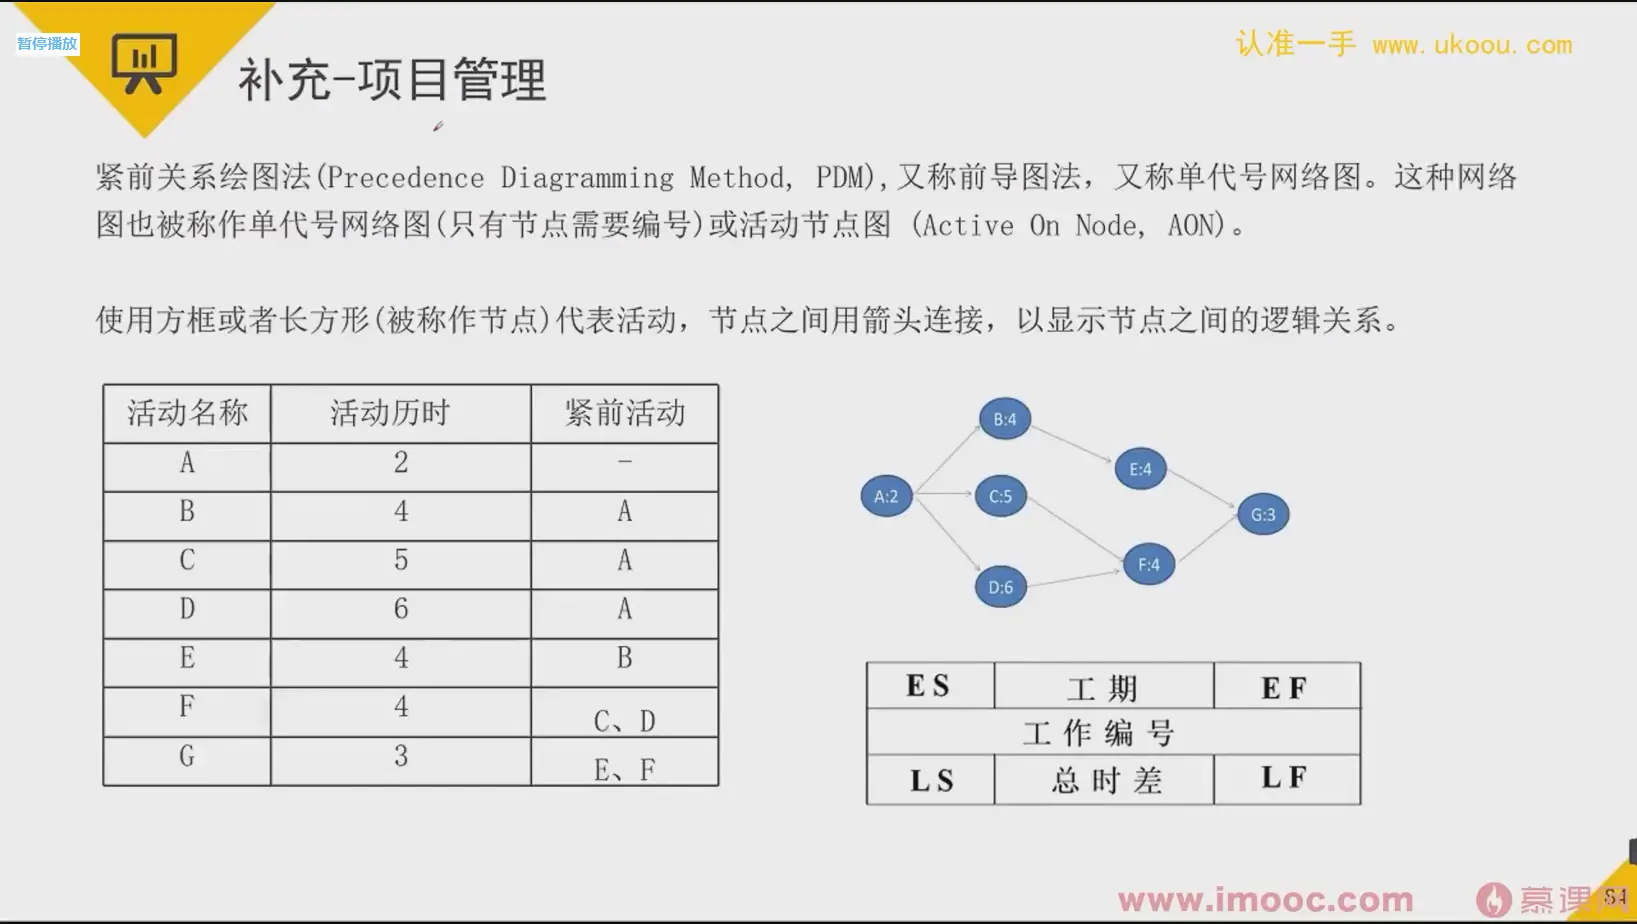 暂停播放
认准一手 www.ukoou.com
补充-项目管理
紧前关系绘图法(Precedence Diagramming Method, PDM),又称前导图法，又称单代号网络图。这种网络
图也被称作单代号网络图(只有节点需要编号)或活动节点图 (Active On Node, AON)。
使用方框或者长方形(被称作节点)代表活动，节点之间用箭头连接，以显示节点之间的逻辑关系。
活动名称 活动历时 紧前活动
A 2 -
B 4 A
C 5 A
D 6 A
E 4 B
F 4 C、D
G 3 E、F
B:4
E:4
A:2
C:5
G:3
F:4
D:6
ES 工期 EF
工作编号
LS 总时差 LF
www.imooc.com
慕课